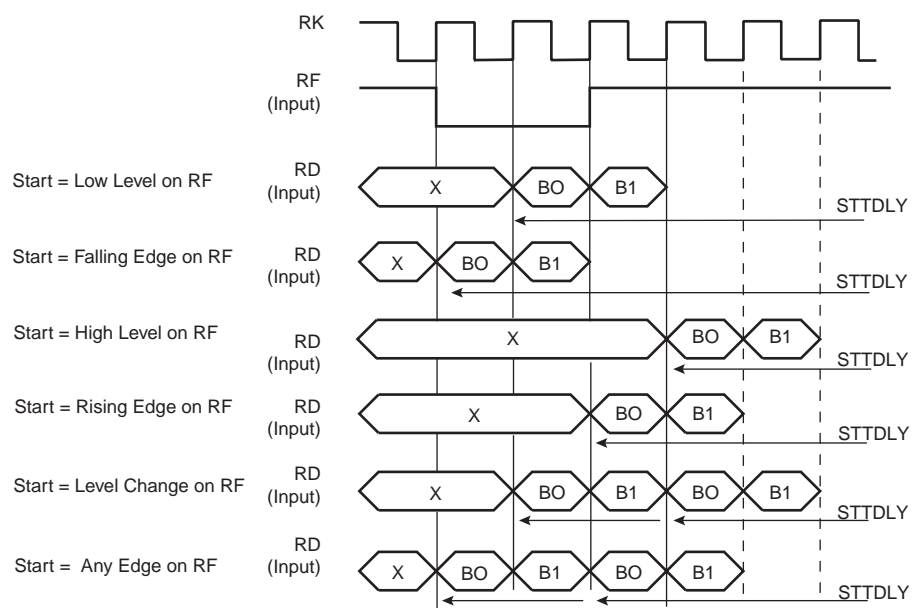 RK
RF
(Input)
Start = Low Level on RF
RD
(Input)
X BO B1
STTDLY
Start = Falling Edge on RF
RD
(Input)
X BO B1
STTDLY
Start = High Level on RF
RD
(Input)
X BO B1
STTDLY
Start = Rising Edge on RF
RD
(Input)
X BO B1
STTDLY
Start = Level Change on RF
RD
(Input)
X BO B1 BO B1
STTDLY
Start = Any Edge on RF
RD
(Input)
X BO B1 BO B1
STTDLY